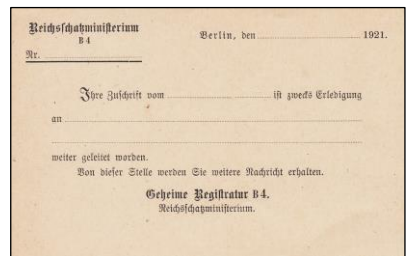 Reichsschatzministerium
B 4
Berlin, den 1921.
Nr.
Ihre Zuschrift vom ist zwecks Erledigung
an
weiter geleitet worden.
Von dieser Stelle werden Sie weitere Nachricht erhalten.
Geheime Registratur B 4.
Reichsschatzministerium.